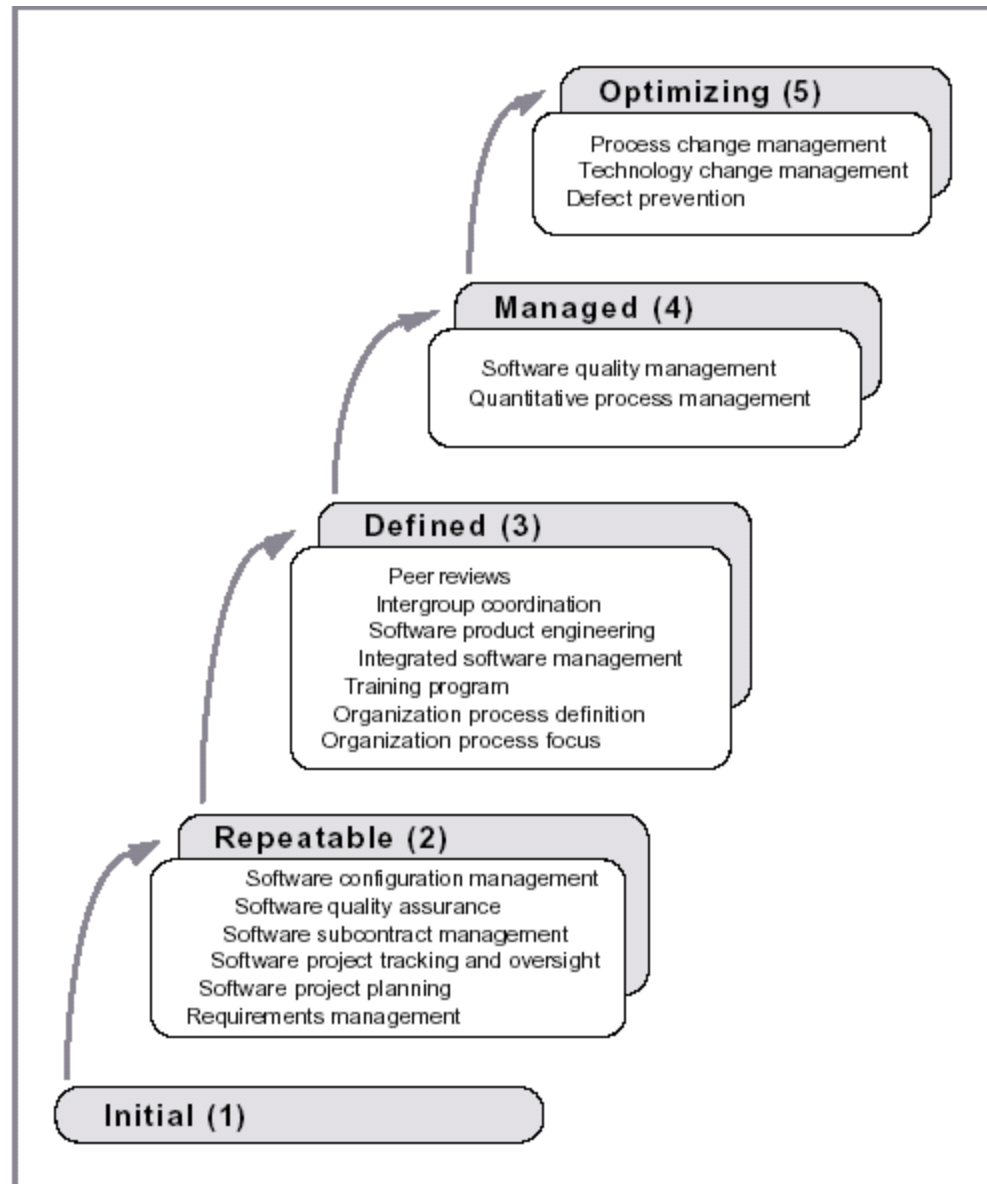 Optimizing (5)
Process change management
Technology change management
Defect prevention
Managed (4)
Software quality management
Quantitative process management
Defined (3)
Peer reviews
Intergroup coordination
Software product engineering
Integrated software management
Training program
Organization process definition
Organization process focus
Repeatable (2)
Software configuration management
Software quality assurance
Software subcontract management
Software project tracking and oversight
Software project planning
Requirements management
Initial (1)